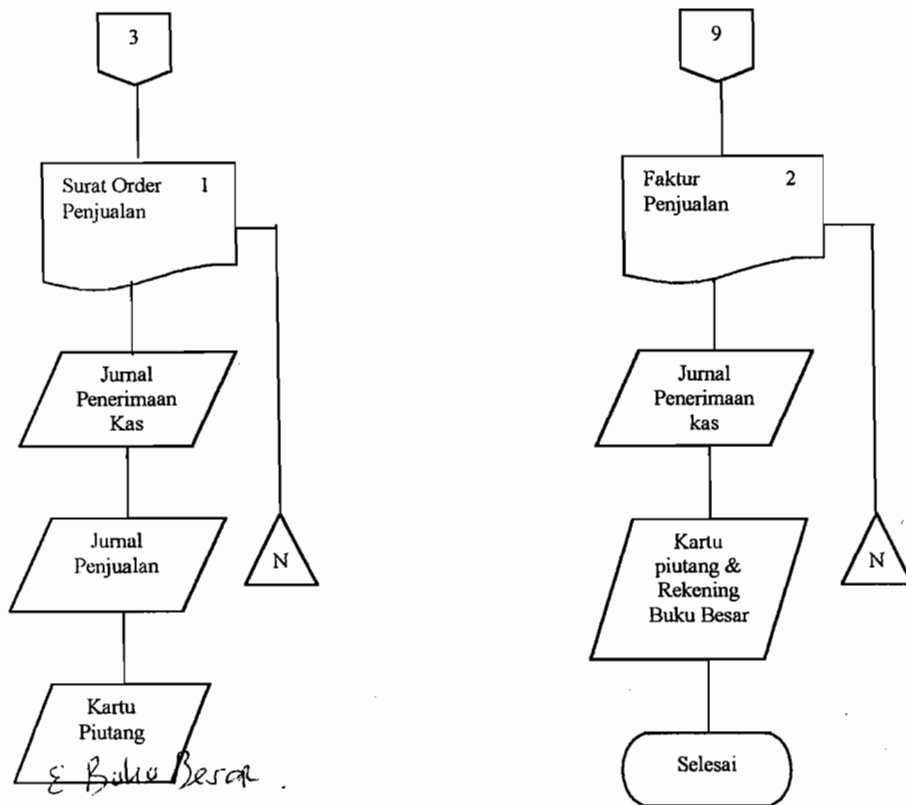 3
Surat Order 1
Penjualan
Jurnal
Penerimaan
Kas
Jurnal
Penjualan
N
Kartu
Piutang
& Buku Besar.
9
Faktur 2
Penjualan
Jurnal
Penerimaan
kas
Kartu
piutang &
Rekening
Buku Besar
N
Selesai